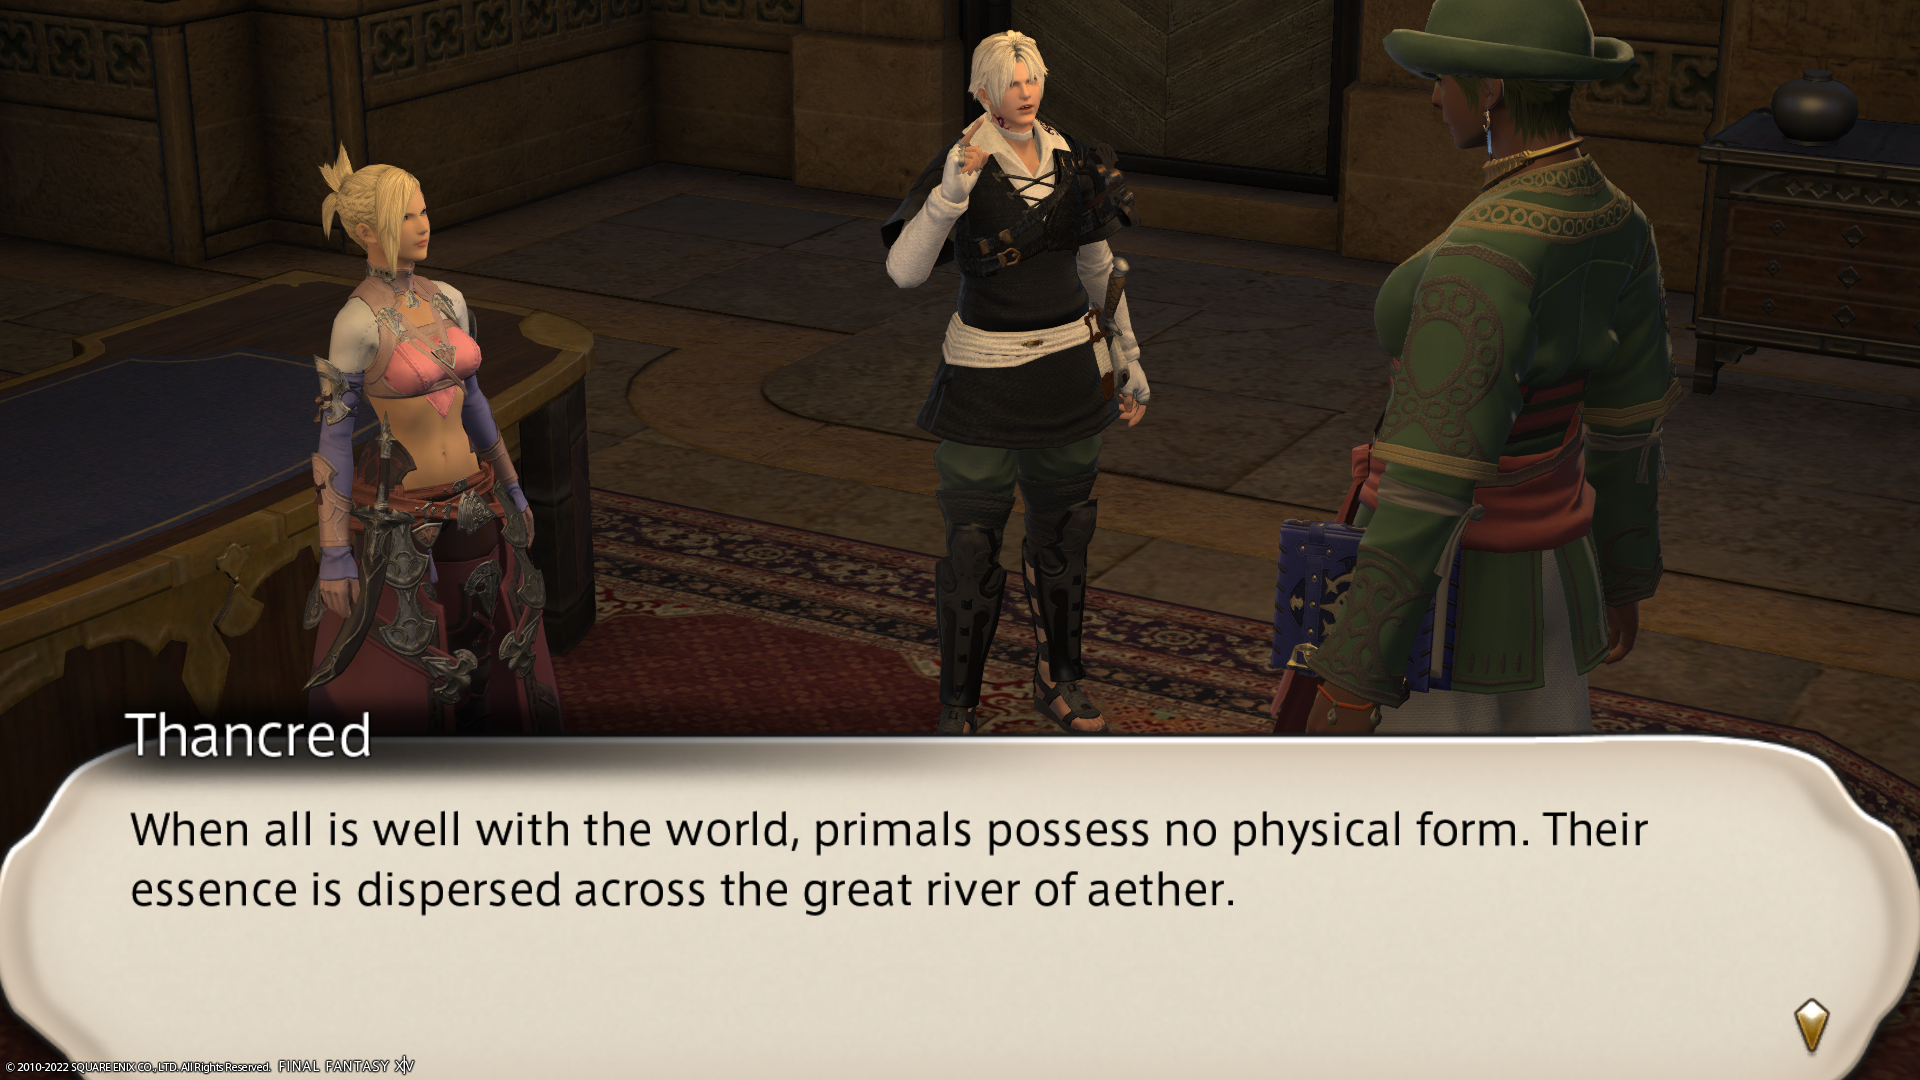 Thancred
When all is well with the world, primals possess no physical form. Their
essence is dispersed across the great river of aether.
© 2010-2022 SQUARE ENIX CO., LTD. All Rights Reserved. FINAL FANTASY XIV